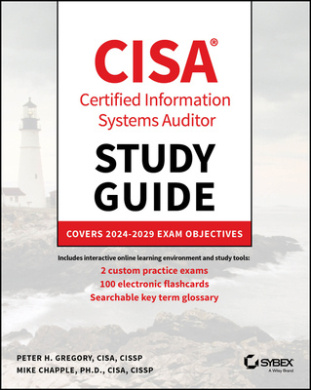 CISA®
Certified Information
Systems Auditor
STUDY
GUIDE
COVERS 2024-2029 EXAM OBJECTIVES
Includes interactive online learning environment and study tools:
2 custom practice exams
100 electronic flashcards
Searchable key term glossary
PETER H. GREGORY, CISA, CISSP
MIKE CHAPPLE, PH.D., CISA, CISSP
SYBEX
A Wiley Brand